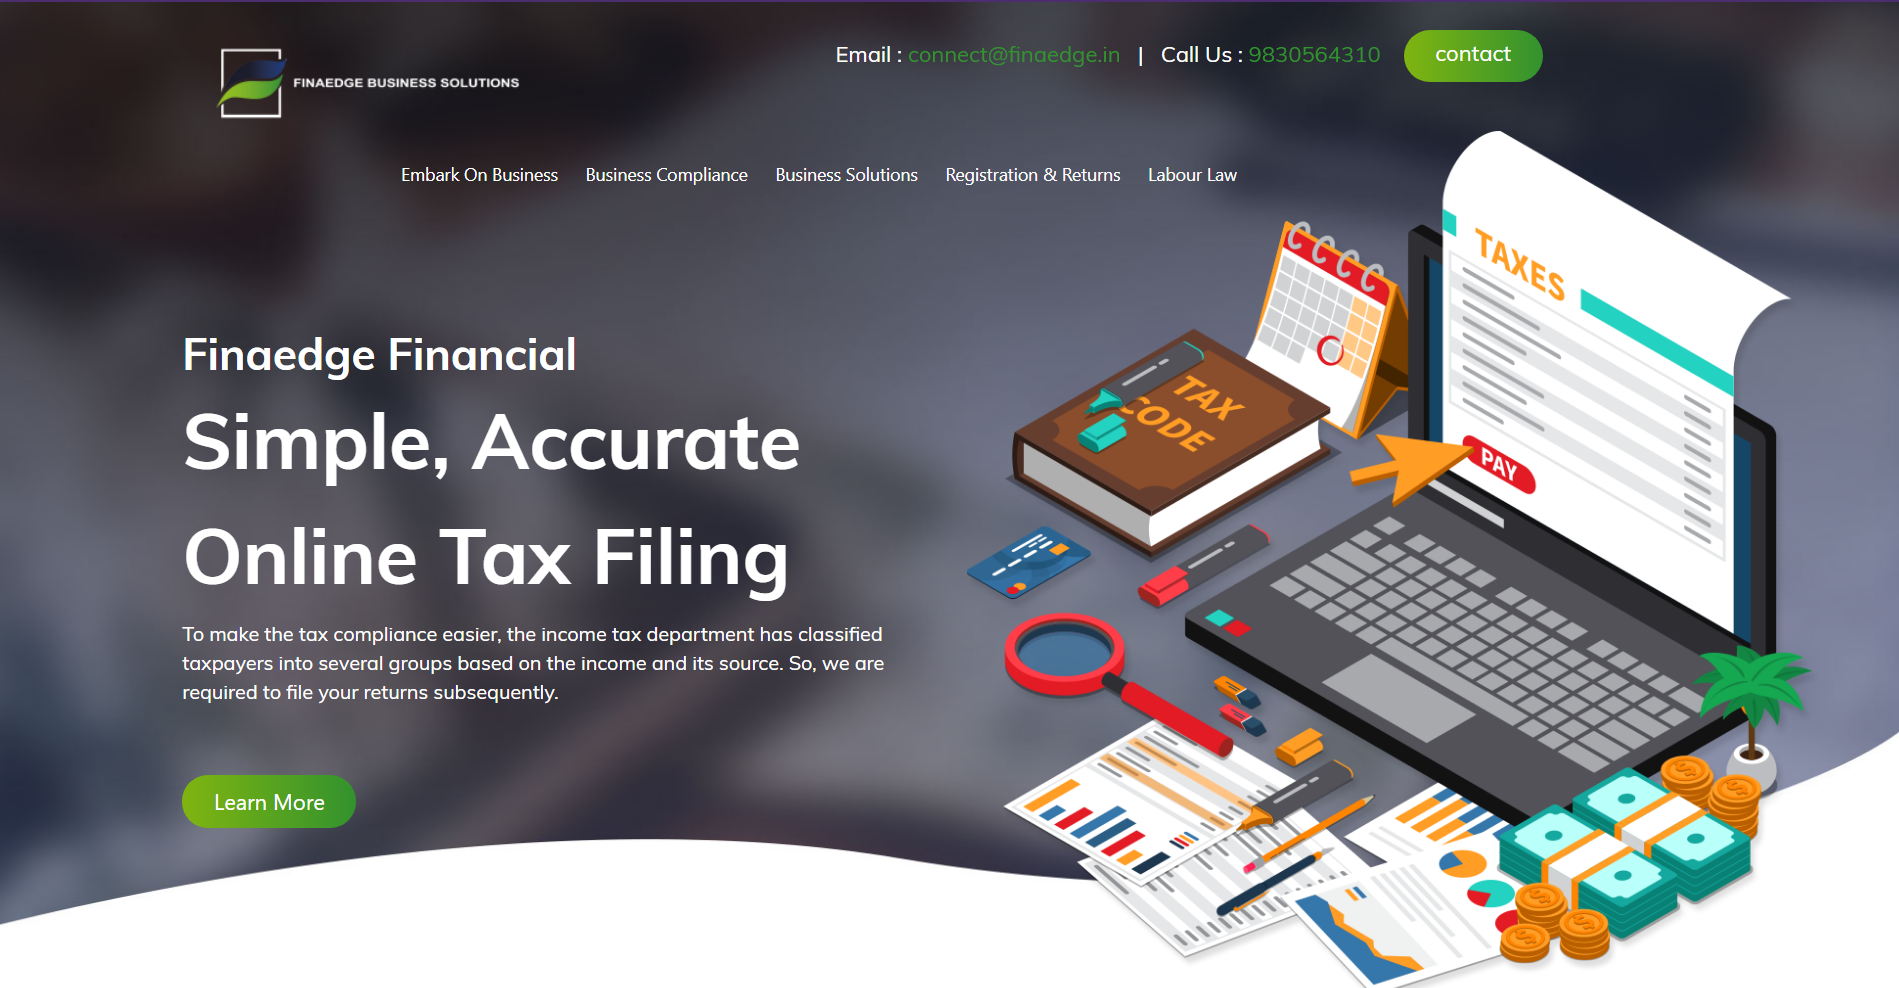 Email : connect@finaedge.in | Call Us : 9830564310 contact
FINAEDGE BUSINESS SOLUTIONS
Embark On Business Business Compliance Business Solutions Registration & Returns Labour Law
TAXES
Finaedge Financial
TAX
CODE
Simple, Accurate
PAY
Online Tax Filing
To make the tax compliance easier, the income tax department has classified
taxpayers into several groups based on the income and its source. So, we are
required to file your returns subsequently.
Learn More